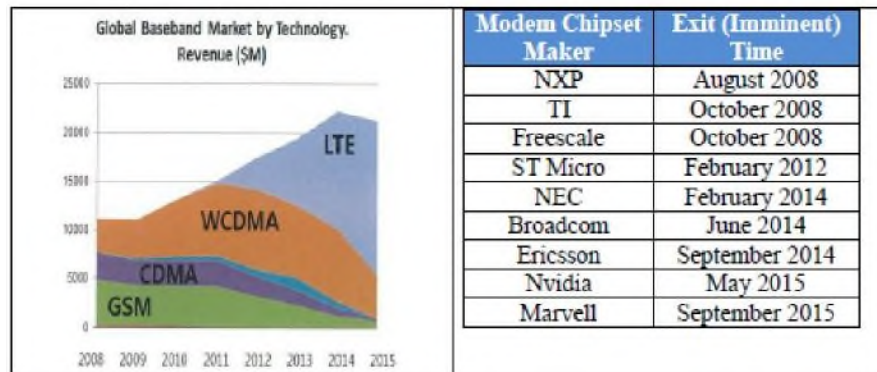 Global Baseband Market by Technology.
Revenue ($M)
25000
20000
15000
10000
5000
0
LTE
WCDMA
CDMA
GSM
2008 2009 2010 2011 2012 2013 2014 2015
Modem Chipset Maker Exit (Imminent) Time
NXP August 2008
TI October 2008
Freescale October 2008
ST Micro February 2012
NEC February 2014
Broadcom June 2014
Ericsson September 2014
Nvidia May 2015
Marvell September 2015